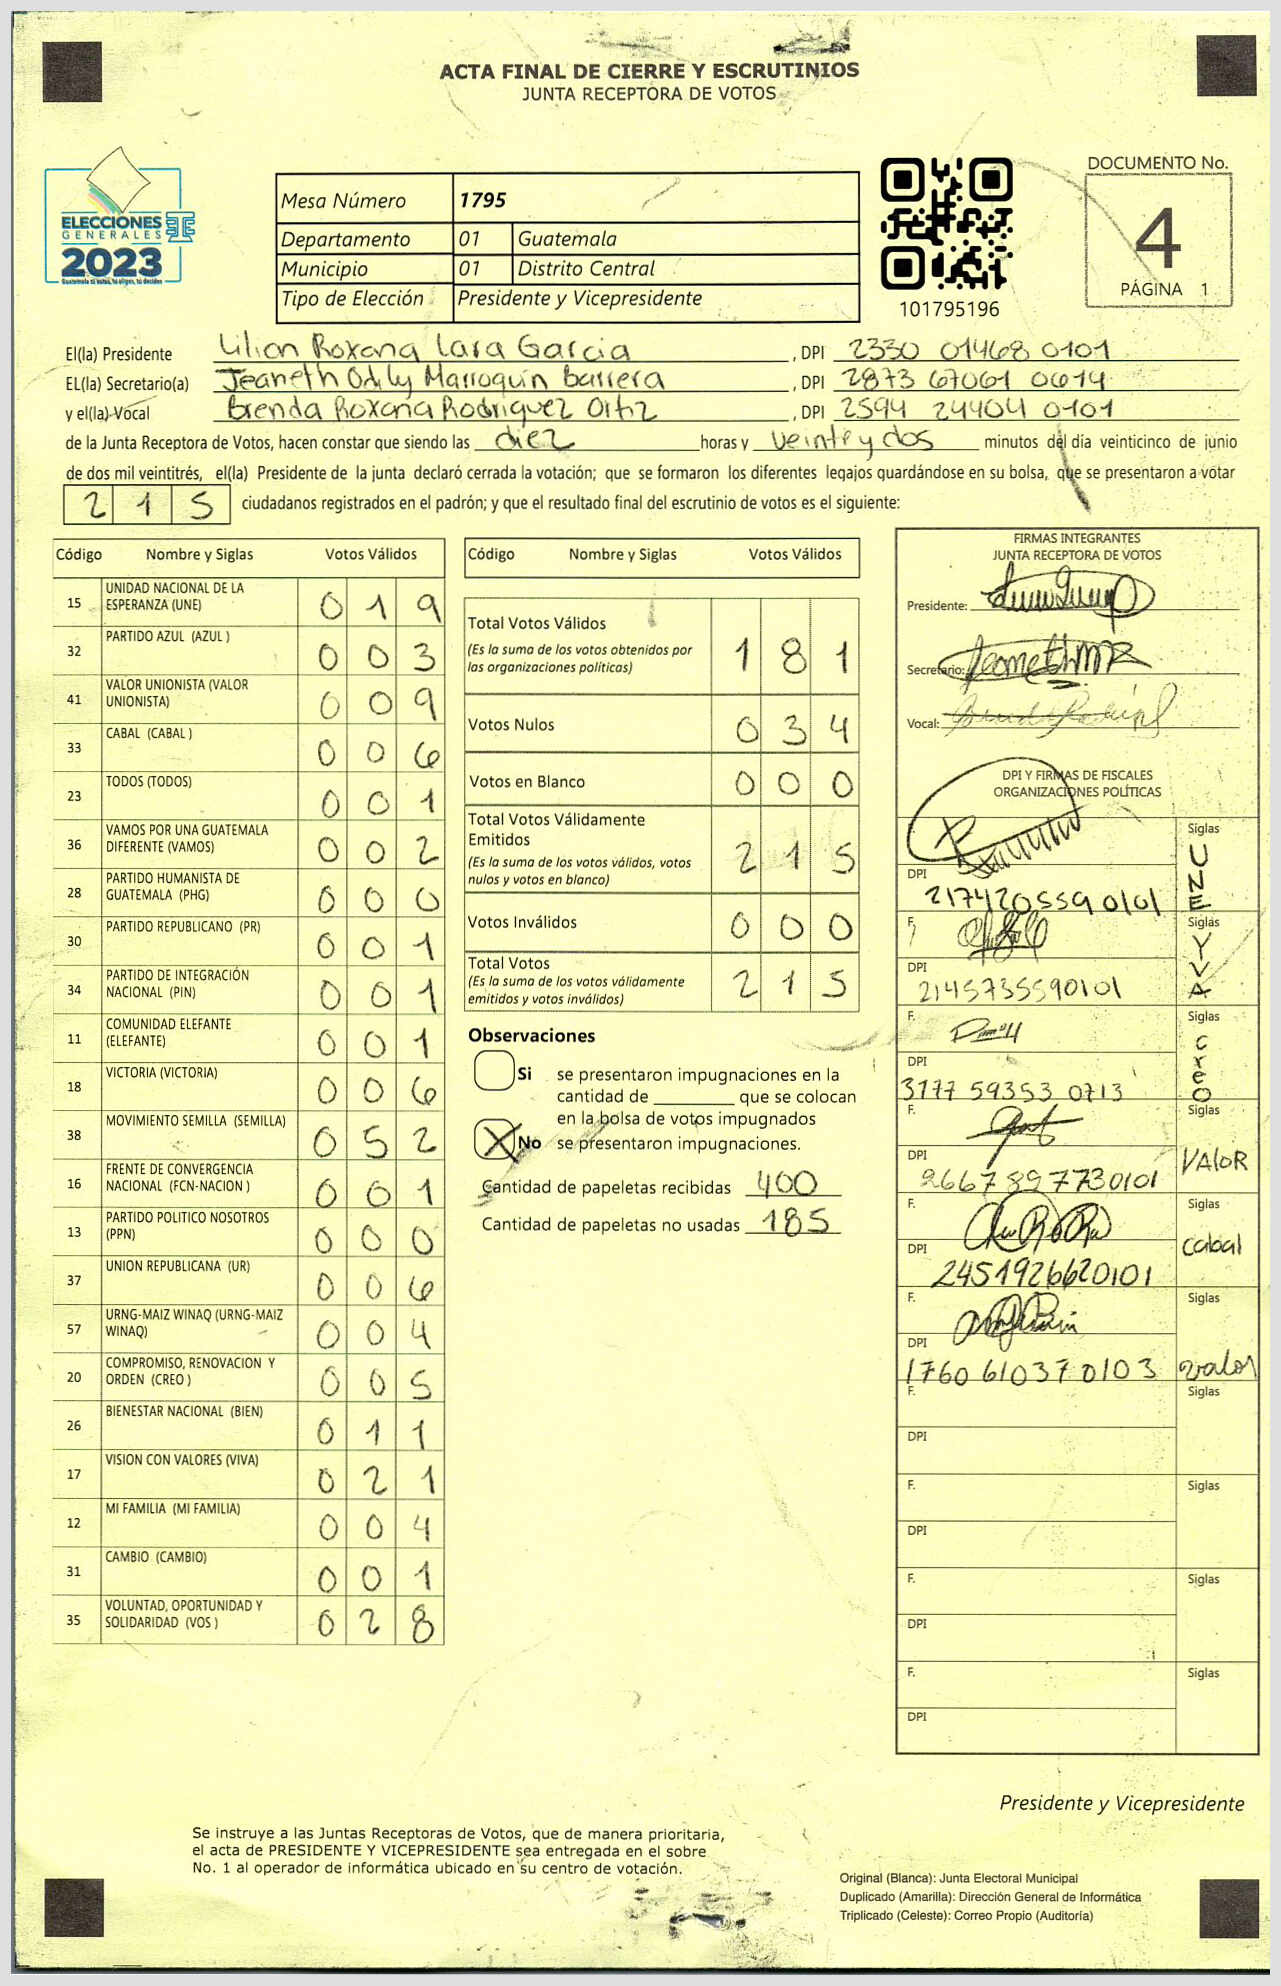 ACTA FINAL DE CIERRE Y ESCRUTINIOS
JUNTA RECEPTORA DE VOTOS
ELECCIONES
GENERALES
2023
Mesa Número 1795
Departamento 01 Guatemala
Municipio 01 Distrito Central
Tipo de Elección Presidente y Vicepresidente
101795196
DOCUMENTO No.
4
PÁGINA 1
El(la) Presidente Lilian Roxana Lara Garcia , DPI 2330 01468 0101
EL(la) Secretario(a) Jeaneth Odily Marroquin Barrera , DPI 2873 67061 0614
y el(la) Vocal Brenda Roxana Rodriguez Ortiz , DPI 2594 24404 0101
de la Junta Receptora de Votos, hacen constar que siendo las diez horas y veinte y dos minutos del día veinticinco de junio
de dos mil veintitrés, el(la) Presidente de la junta declaró cerrada la votación; que se formaron los diferentes legajos quardándose en su bolsa, que se presentaron a votar
2 1 5 ciudadanos registrados en el padrón; y que el resultado final del escrutinio de votos es el siguiente:
Código Nombre y Siglas Votos Válidos
15 UNIDAD NACIONAL DE LA ESPERANZA (UNE) 0 1 9
32 PARTIDO AZUL (AZUL ) 0 0 3
41 VALOR UNIONISTA (VALOR UNIONISTA) 0 0 9
33 CABAL (CABAL ) 0 0 6
23 TODOS (TODOS) 0 0 1
36 VAMOS POR UNA GUATEMALA DIFERENTE (VAMOS) 0 0 2
28 PARTIDO HUMANISTA DE GUATEMALA (PHG) 0 0 0
30 PARTIDO REPUBLICANO (PR) 0 0 1
34 PARTIDO DE INTEGRACIÓN NACIONAL (PIN) 0 0 1
11 COMUNIDAD ELEFANTE (ELEFANTE) 0 0 1
18 VICTORIA (VICTORIA) 0 0 6
38 MOVIMIENTO SEMILLA (SEMILLA) 0 5 2
16 FRENTE DE CONVERGENCIA NACIONAL (FCN-NACION ) 0 0 1
13 PARTIDO POLITICO NOSOTROS (PPN) 0 0 0
37 UNION REPUBLICANA (UR) 0 0 6
57 URNG-MAIZ WINAQ (URNG-MAIZ WINAQ) 0 0 4
20 COMPROMISO, RENOVACION Y ORDEN (CREO ) 0 0 5
26 BIENESTAR NACIONAL (BIEN) 0 1 1
17 VISION CON VALORES (VIVA) 0 2 1
12 MI FAMILIA (MI FAMILIA) 0 0 4
31 CAMBIO (CAMBIO) 0 0 1
35 VOLUNTAD, OPORTUNIDAD Y SOLIDARIDAD (VOS ) 0 2 8
Código Nombre y Siglas Votos Válidos
Total Votos Válidos
(Es la suma de los votos obtenidos por
las organizaciones políticas) 1 8 1
Votos Nulos 0 3 4
Votos en Blanco 0 0 0
Total Votos Válidamente
Emitidos
(Es la suma de los votos válidos, votos
nulos y votos en blanco) 2 1 5
Votos Inválidos 0 0 0
Total Votos
(Es la suma de los votos válidamente
emitidos y votos inválidos) 2 1 5
Observaciones
Si se presentaron impugnaciones en la
cantidad de ________ que se colocan
en la bolsa de votos impugnados
X No se presentaron impugnaciones.
Cantidad de papeletas recibidas 400
Cantidad de papeletas no usadas 185
FIRMAS INTEGRANTES
JUNTA RECEPTORA DE VOTOS
Presidente:
Secretario:
Vocal:
DPI Y FIRMAS DE FISCALES
ORGANIZACIONES POLÍTICAS
Siglas UNE
DPI 2174205590101
F. Siglas VIVA
DPI 2145735590101
F. Siglas Creo
DPI 3177 59353 0713
F. Siglas VALOR
DPI 2667897730101
F. Siglas cabal
DPI 2451926620101
F. Siglas valor
DPI 1760 61037 0103
F. Siglas
DPI
F. Siglas
DPI
F. Siglas
DPI
F. Siglas
DPI
Presidente y Vicepresidente
Se instruye a las Juntas Receptoras de Votos, que de manera prioritaria,
el acta de PRESIDENTE Y VICEPRESIDENTE sea entregada en el sobre
No. 1 al operador de informática ubicado en su centro de votación.
Original (Blanca): Junta Electoral Municipal
Duplicado (Amarilla): Dirección General de Informática
Triplicado (Celeste): Correo Propio (Auditoría)